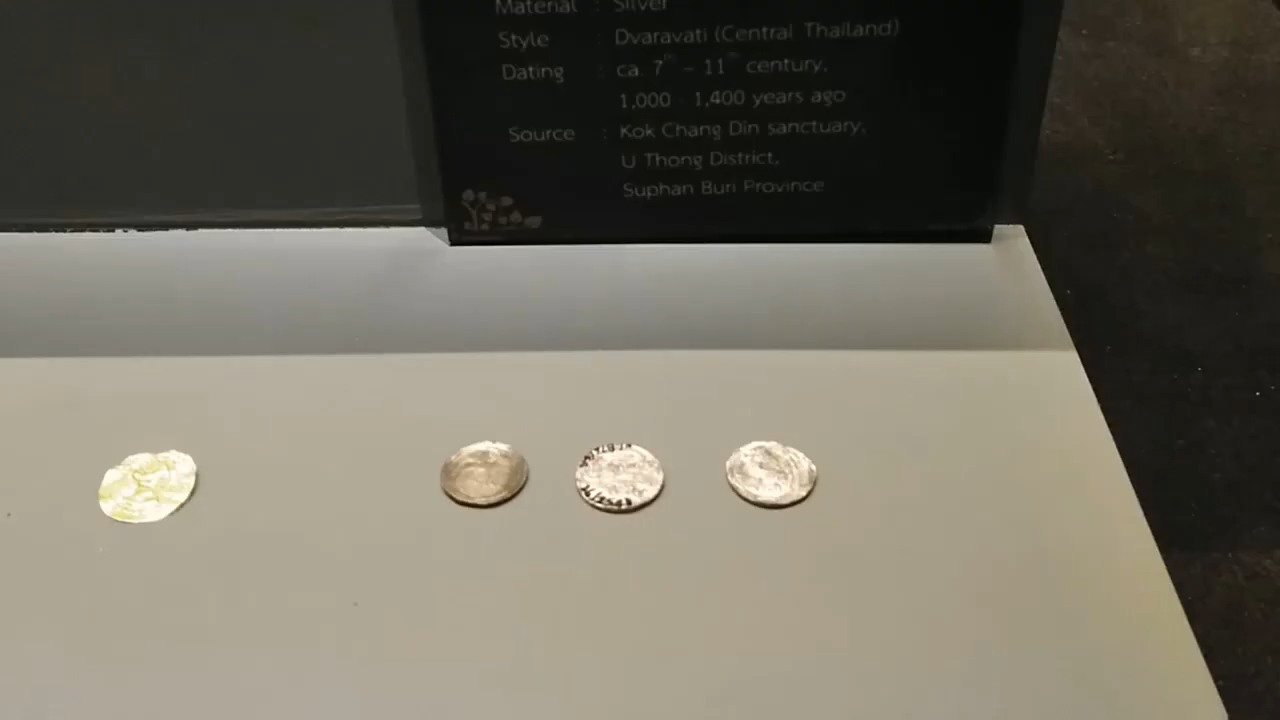 Material : Silver
Style : Dvaravati (Central Thailand)
Dating : ca. 7th - 11th century,
1,000 - 1,400 years ago
Source : Kok Chang Din sanctuary,
U Thong District,
Suphan Buri Province